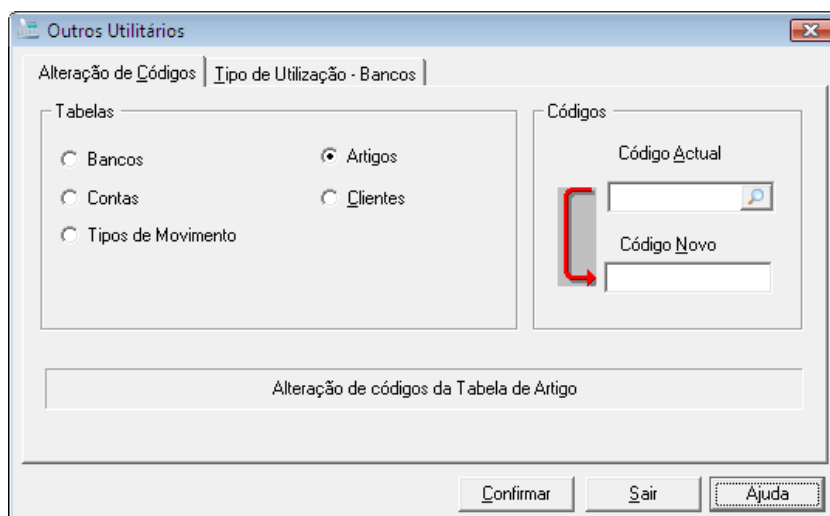 Outros Utilitários
Alteração de Códigos Tipo de Utilização - Bancos
Tabelas
Bancos
Artigos
Contas
Clientes
Tipos de Movimento
Códigos
Código Actual
Código Novo
Alteração de códigos da Tabela de Artigo
Confirmar Sair Ajuda